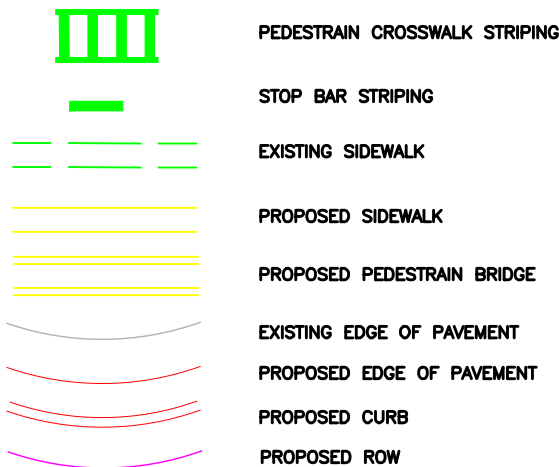 PEDESTRAIN CROSSWALK STRIPING
STOP BAR STRIPING
EXISTING SIDEWALK
PROPOSED SIDEWALK
PROPOSED PEDESTRAIN BRIDGE
EXISTING EDGE OF PAVEMENT
PROPOSED EDGE OF PAVEMENT
PROPOSED CURB
PROPOSED ROW